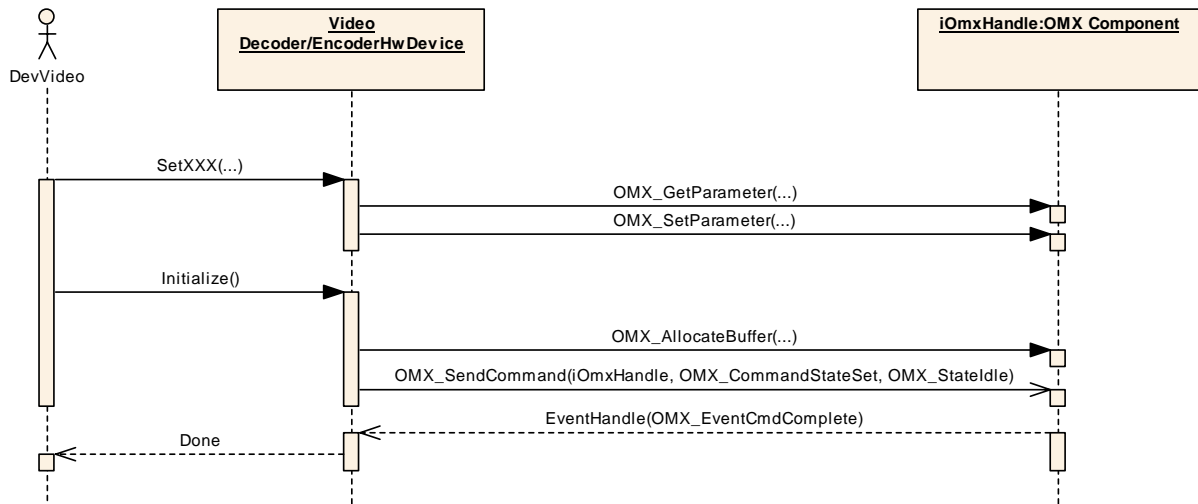 Video
Decoder/EncoderHwDevice
iOmxHandle:OMX Component
DevVideo
SetXXX(...)
OMX_GetParameter(...)
OMX_SetParameter(...)
Initialize()
OMX_AllocateBuffer(...)
OMX_SendCommand(iOmxHandle, OMX_CommandStateSet, OMX_StateIdle)
EventHandle(OMX_EventCmdComplete)
Done